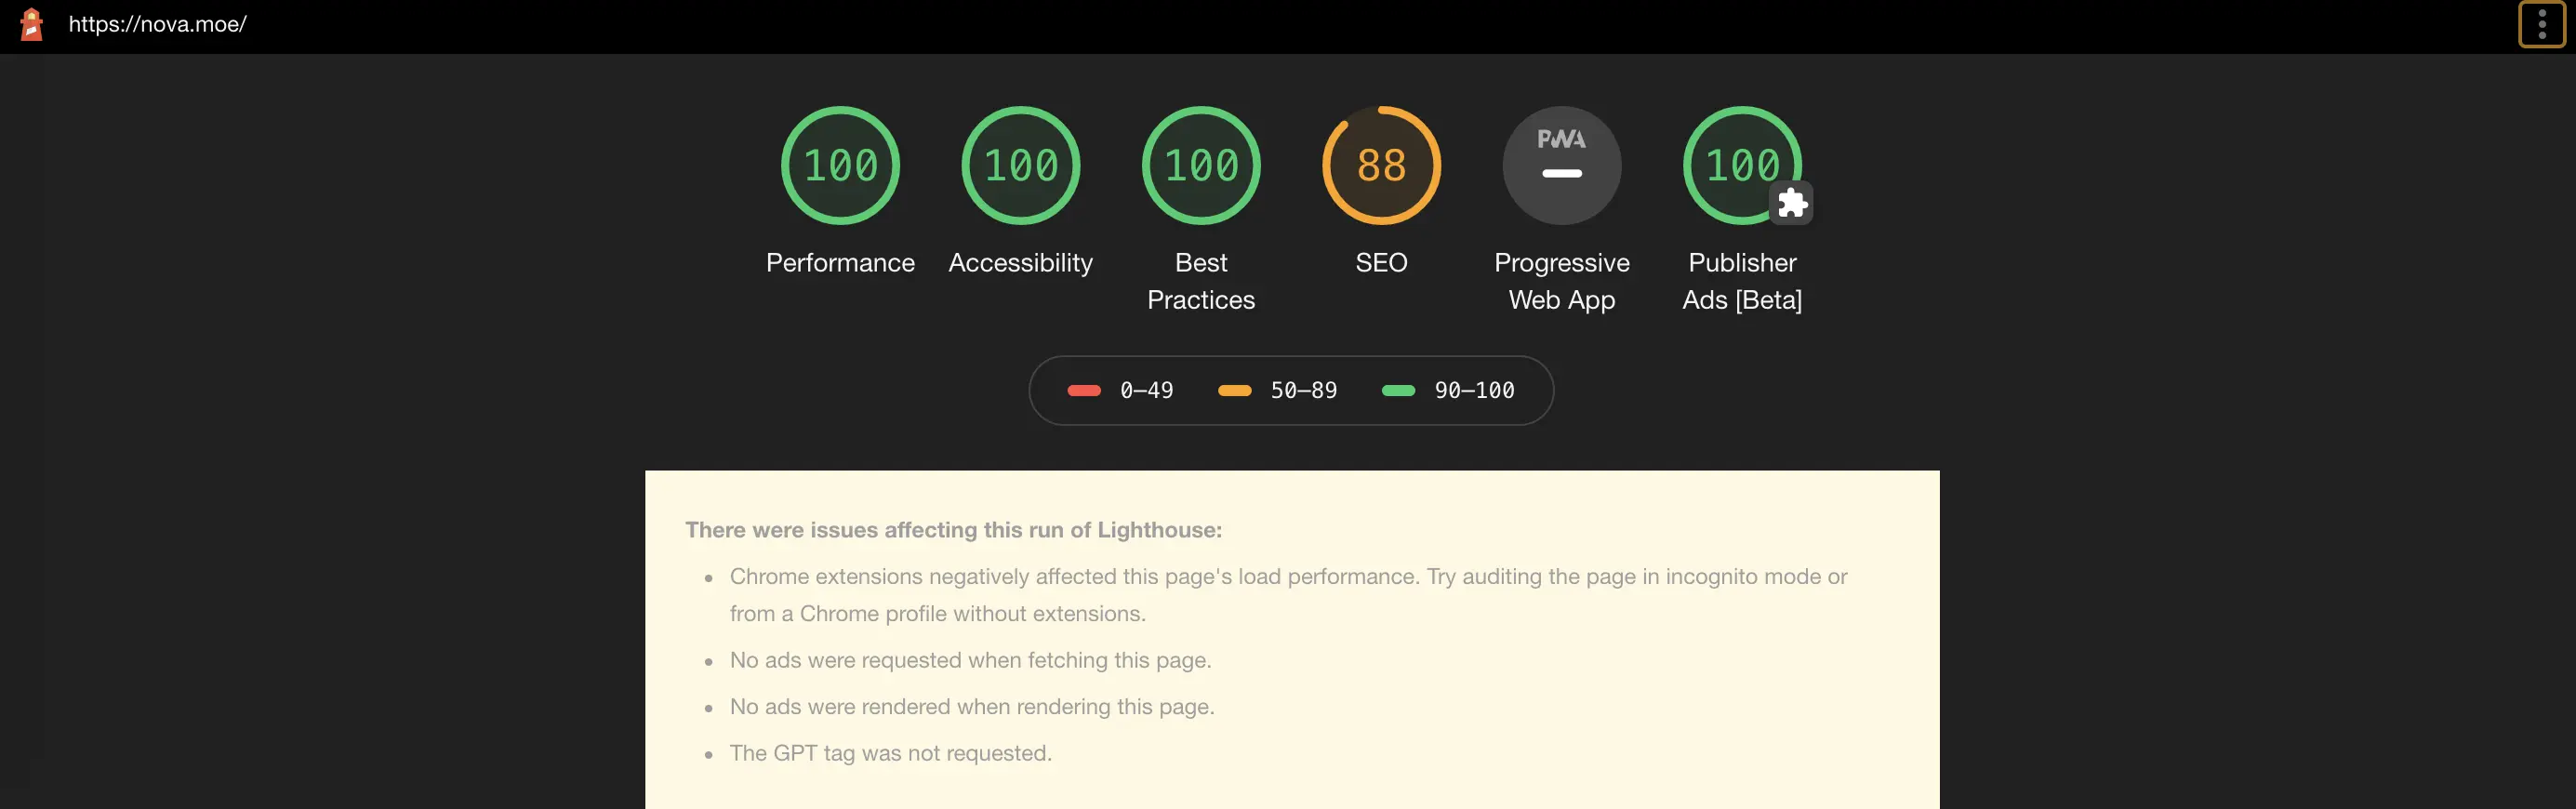 https://nova.moe/
100 100 100 88 PWA 100
Performance Accessibility Best Practices SEO Progressive Web App Publisher Ads [Beta]
0–49 50–89 90–100
There were issues affecting this run of Lighthouse:
Chrome extensions negatively affected this page's load performance. Try auditing the page in incognito mode or
from a Chrome profile without extensions.
No ads were requested when fetching this page.
No ads were rendered when rendering this page.
The GPT tag was not requested.